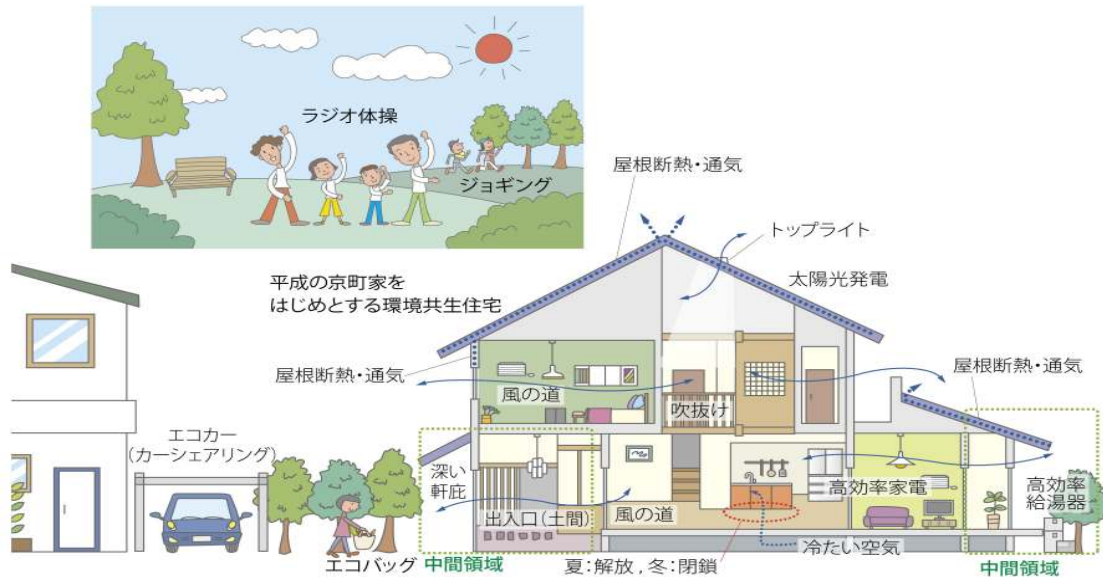 ラジオ体操
ジョギング
屋根断熱・通気
トップライト
平成の京町家を
はじめとする環境共生住宅
太陽光発電
屋根断熱・通気
屋根断熱・通気
風の道
吹抜け
エコカー
(カーシェアリング)
深い
軒庇
高効率家電
高効率
給湯器
出入口(土間)
風の道
冷たい空気
エコバッグ
中間領域
夏:解放,冬:閉鎖
中間領域